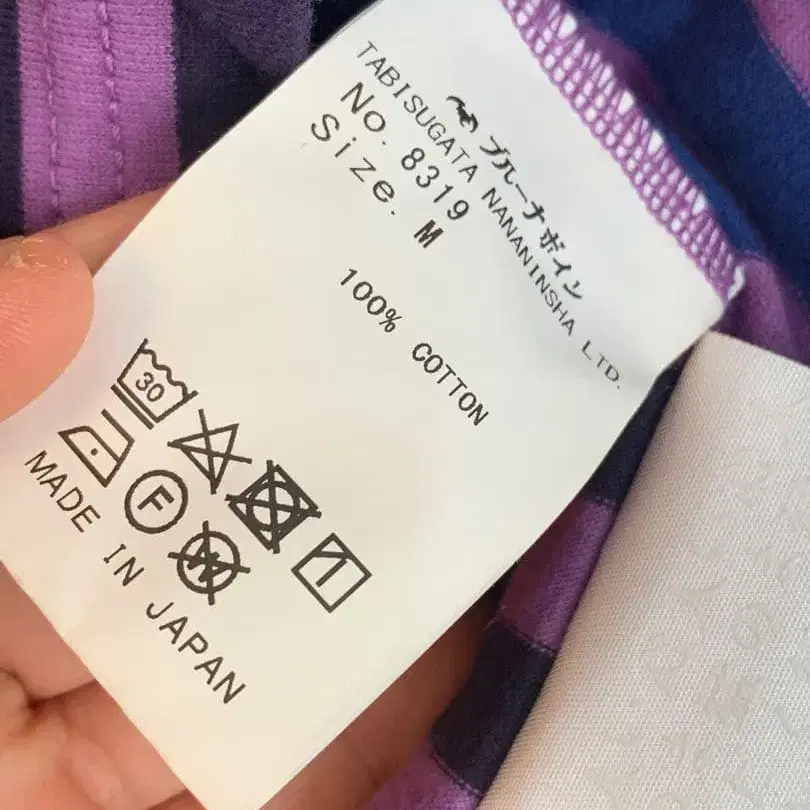 ブルーナボイン
TABISUGATA NANANINSHA LTD.
No. 8319
Size. M
100% COTTON
30
F
W
MADE IN JAPAN